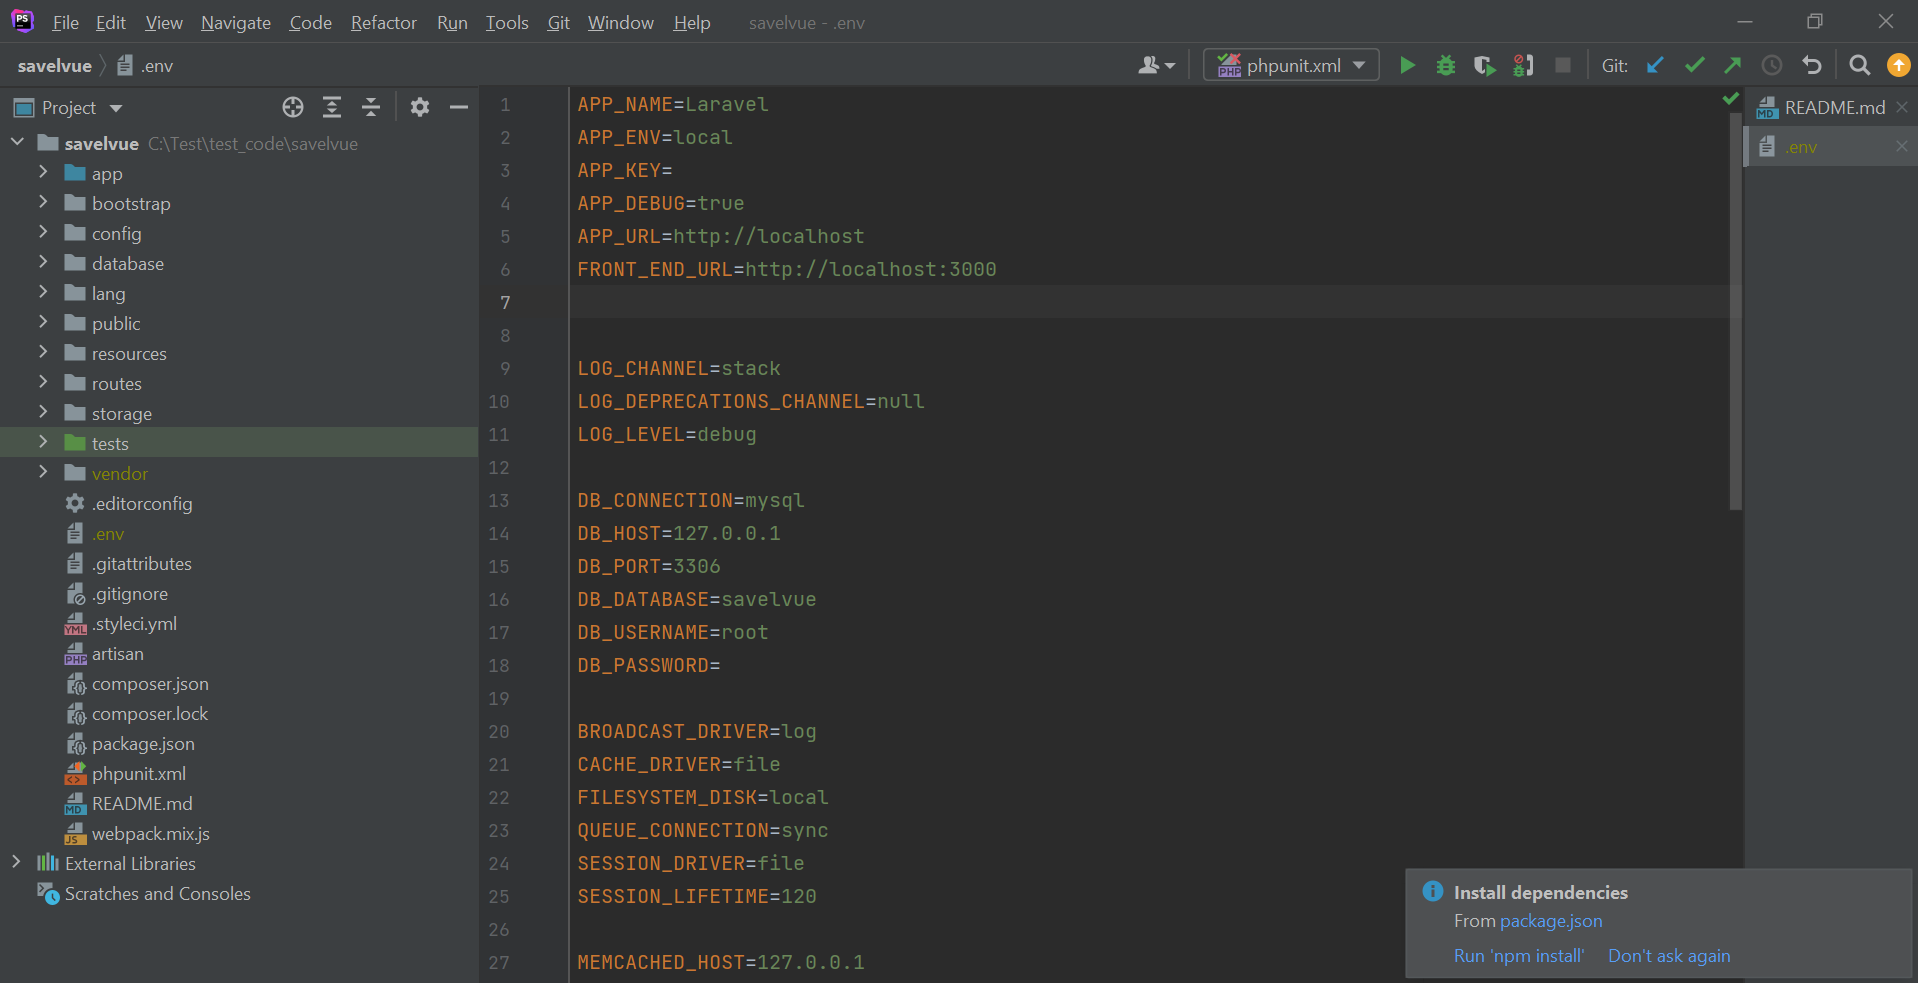 PS File Edit View Navigate Code Refactor Run Tools Git Window Help savelvue - .env
savelvue .env phpunit.xml Git:
Project
savelvue C:\Test\test_code\savelvue
app
bootstrap
config
database
lang
public
resources
routes
storage
tests
vendor
.editorconfig
.env
.gitattributes
.gitignore
.styleci.yml
artisan
composer.json
composer.lock
package.json
phpunit.xml
README.md
webpack.mix.js
External Libraries
Scratches and Consoles
1 APP_NAME=Laravel
2 APP_ENV=local
3 APP_KEY=
4 APP_DEBUG=true
5 APP_URL=http://localhost
6 FRONT_END_URL=http://localhost:3000
7
8
9 LOG_CHANNEL=stack
10 LOG_DEPRECATIONS_CHANNEL=null
11 LOG_LEVEL=debug
12
13 DB_CONNECTION=mysql
14 DB_HOST=127.0.0.1
15 DB_PORT=3306
16 DB_DATABASE=savelvue
17 DB_USERNAME=root
18 DB_PASSWORD=
19
20 BROADCAST_DRIVER=log
21 CACHE_DRIVER=file
22 FILESYSTEM_DISK=local
23 QUEUE_CONNECTION=sync
24 SESSION_DRIVER=file
25 SESSION_LIFETIME=120
26
27 MEMCACHED_HOST=127.0.0.1
README.md
.env
Install dependencies
From package.json
Run 'npm install' Don't ask again